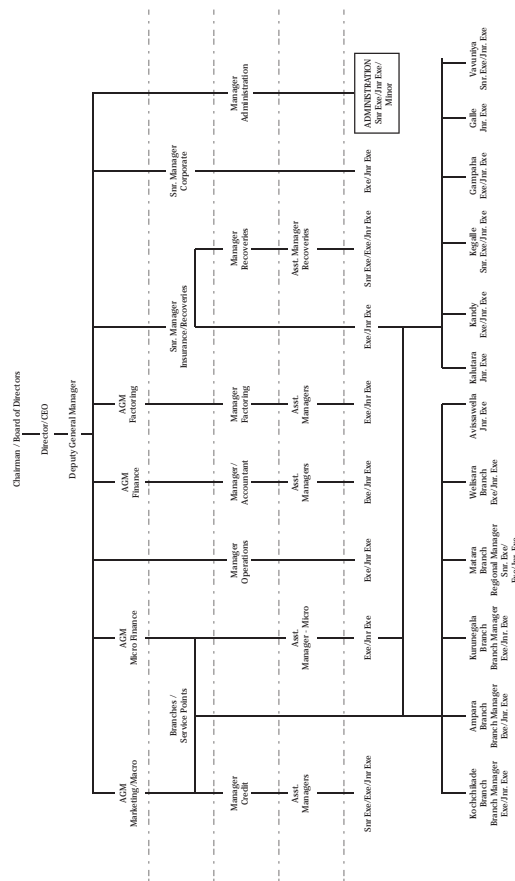 Chairman / Board of Directors
Director/CEO
Deputy General Manager
AGM
Marketing/Macro
AGM
Micro Finance
AGM
Finance
AGM
Factoring
Branches /
Service Points
Snr. Manager
Insurance/Recoveries
Snr. Manager
Corporate
Manager
Credit
Manager
Operations
Manager/
Accountant
Manager
Factoring
Manager
Recoveries
Manager
Administration
Asst.
Managers
Asst.
Manager - Micro
Asst.
Managers
Asst.
Managers
Asst. Manager
Recoveries
Snr Exe/Exe/Jnr Exe
Exe/Jnr Exe
Exe/Jnr Exe
Exe/Jnr Exe
Exe/Jnr Exe
Exe/Jnr Exe
Snr Exe/Exe/Jnr Exe
Exe/Jnr Exe
ADMINISTRATION
Snr Exe/Jnr Exe/
Minor
Kochchikade
Branch
Branch Manager
Exe/Jnr. Exe
Ampara
Branch
Branch Manager
Exe/Jnr. Exe
Kurunegala
Branch
Branch Manager
Exe/Jnr. Exe
Matara
Branch
Regional Manager
Snr. Exe/
Exe/Jnr. Exe
Welisara
Branch
Exe/Jnr. Exe
Avissawella
Jnr. Exe
Kalutara
Jnr. Exe
Kandy
Exe/Jnr. Exe
Kegalle
Snr. Exe/Jnr. Exe
Gampaha
Exe/Jnr. Exe
Galle
Jnr. Exe
Vavuniya
Snr. Exe/Jnr. Exe